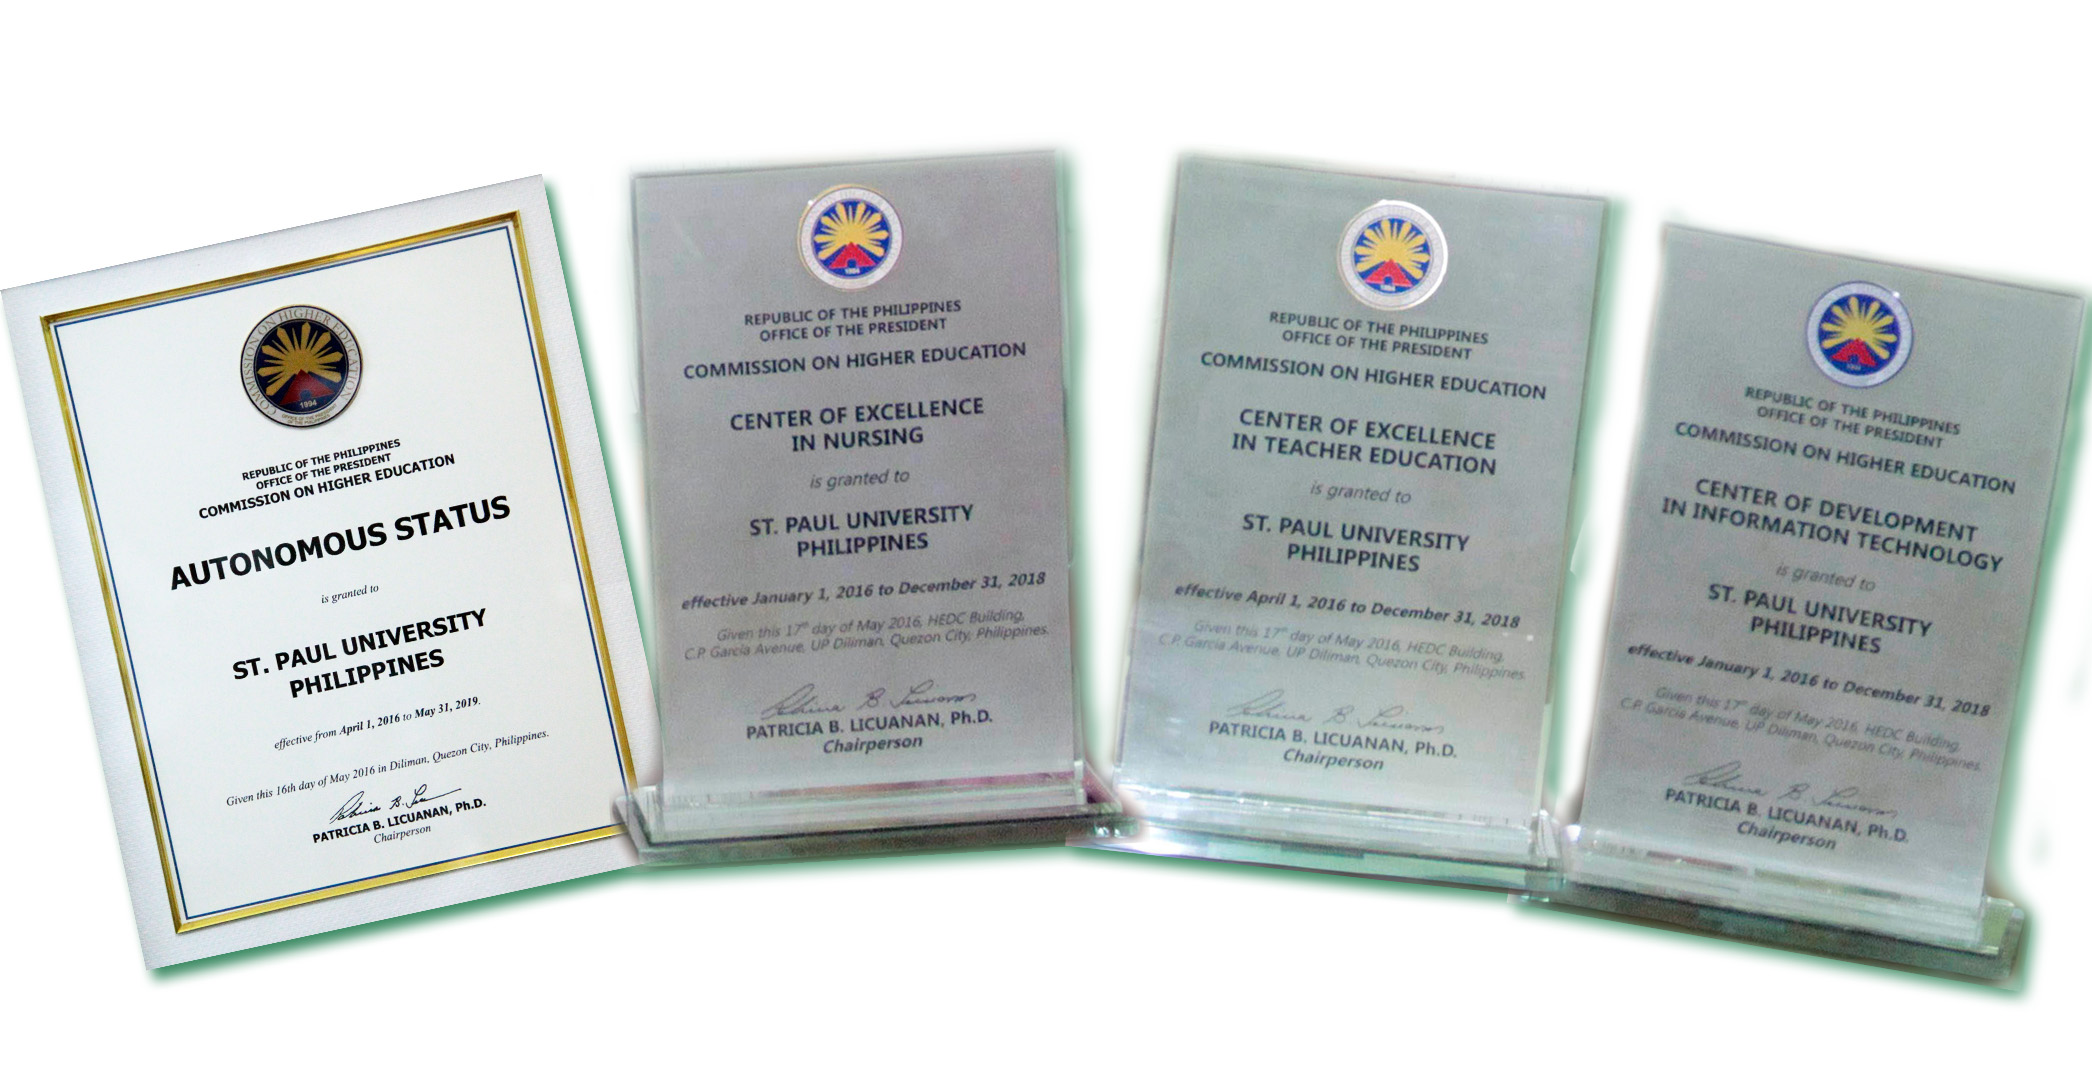 COMMISSION ON HIGHER EDUCATION
1994
OFFICE OF THE PRESIDENT
OF THE PHILIPPINES
REPUBLIC OF THE PHILIPPINES
OFFICE OF THE PRESIDENT
COMMISSION ON HIGHER EDUCATION
AUTONOMOUS STATUS
is granted to
ST. PAUL UNIVERSITY
PHILIPPINES
effective from April 1, 2016 to May 31, 2019.
Given this 16th day of May 2016 in Diliman, Quezon City, Philippines.
PATRICIA B. LICUANAN, Ph.D.
Chairperson
1994
REPUBLIC OF THE PHILIPPINES
OFFICE OF THE PRESIDENT
COMMISSION ON HIGHER EDUCATION
CENTER OF EXCELLENCE
IN NURSING
is granted to
ST. PAUL UNIVERSITY
PHILIPPINES
effective January 1, 2016 to December 31, 2018
Given this 17th day of May 2016, HEDC Building,
C.P. Garcia Avenue, UP Diliman, Quezon City, Philippines.
Patricia B. Licuanan
PATRICIA B. LICUANAN, Ph.D.
Chairperson
1994
REPUBLIC OF THE PHILIPPINES
OFFICE OF THE PRESIDENT
COMMISSION ON HIGHER EDUCATION
CENTER OF EXCELLENCE
IN TEACHER EDUCATION
is granted to
ST. PAUL UNIVERSITY
PHILIPPINES
effective April 1, 2016 to December 31, 2018
Given this 17th day of May 2016, HEDC Building,
C.P. Garcia Avenue, UP Diliman, Quezon City, Philippines.
Patricia B. Licuanan
PATRICIA B. LICUANAN, Ph.D.
Chairperson
1994
REPUBLIC OF THE PHILIPPINES
OFFICE OF THE PRESIDENT
COMMISSION ON HIGHER EDUCATION
CENTER OF DEVELOPMENT
IN INFORMATION TECHNOLOGY
is granted to
ST. PAUL UNIVERSITY
PHILIPPINES
effective January 1, 2016 to December 31, 2018
Given this 17th day of May 2016, HEDC Building,
C.P. Garcia Avenue, UP Diliman, Quezon City, Philippines.
Patricia B. Licuanan
PATRICIA B. LICUANAN, Ph.D.
Chairperson